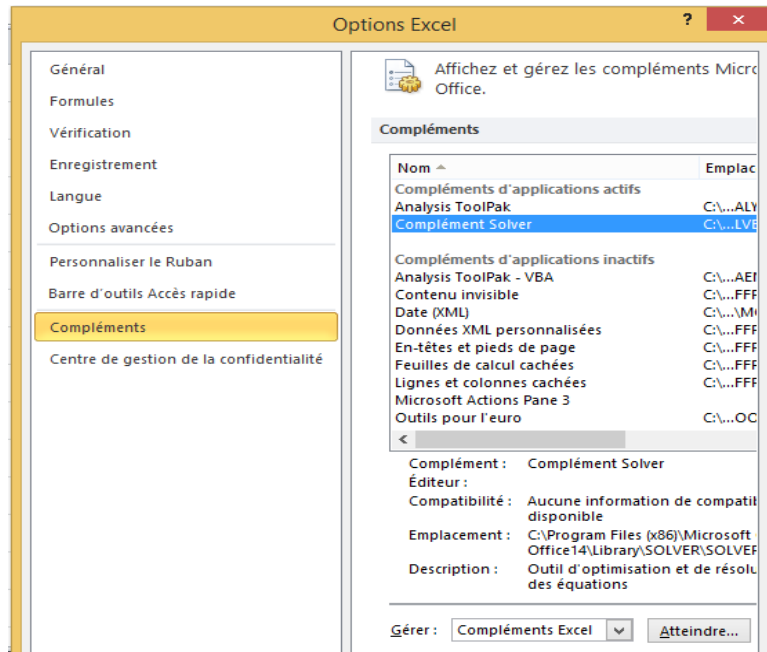 Options Excel
?
Général
Formules
Vérification
Enregistrement
Langue
Options avancées
Personnaliser le Ruban
Barre d'outils Accès rapide
Compléments
Centre de gestion de la confidentialité
Affichez et gérez les compléments Micro
Office.
Compléments
Nom Emplac
Compléments d'applications actifs
Analysis ToolPak C:\...ALY
Complément Solver C:\...LVE
Compléments d'applications inactifs
Analysis ToolPak - VBA C:\...AEN
Contenu invisible C:\...FFF
Date (XML) C:\...\MO
Données XML personnalisées C:\...FFF
En-têtes et pieds de page C:\...FFF
Feuilles de calcul cachées C:\...FFF
Lignes et colonnes cachées C:\...FFF
Microsoft Actions Pane 3
Outils pour l'euro C:\...OO
Complément : Complément Solver
Éditeur :
Compatibilité : Aucune information de compatib
disponible
Emplacement : C:\Program Files (x86)\Microsoft
Office14\Library\SOLVER\SOLVER
Description : Outil d'optimisation et de résolu
des équations
Gérer : Compléments Excel Atteindre...